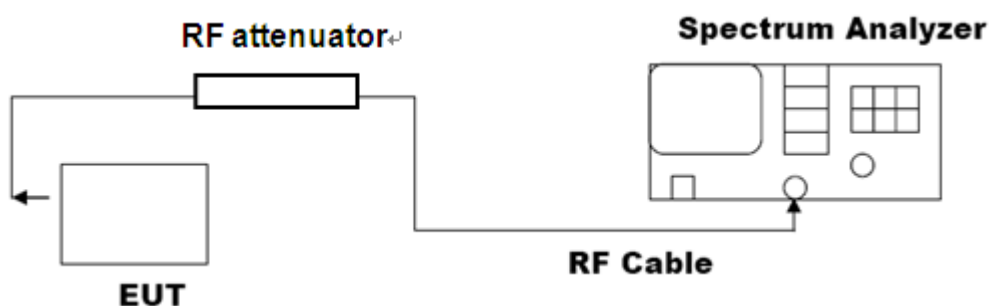 RF attenuator↵
Spectrum Analyzer
RF Cable
EUT